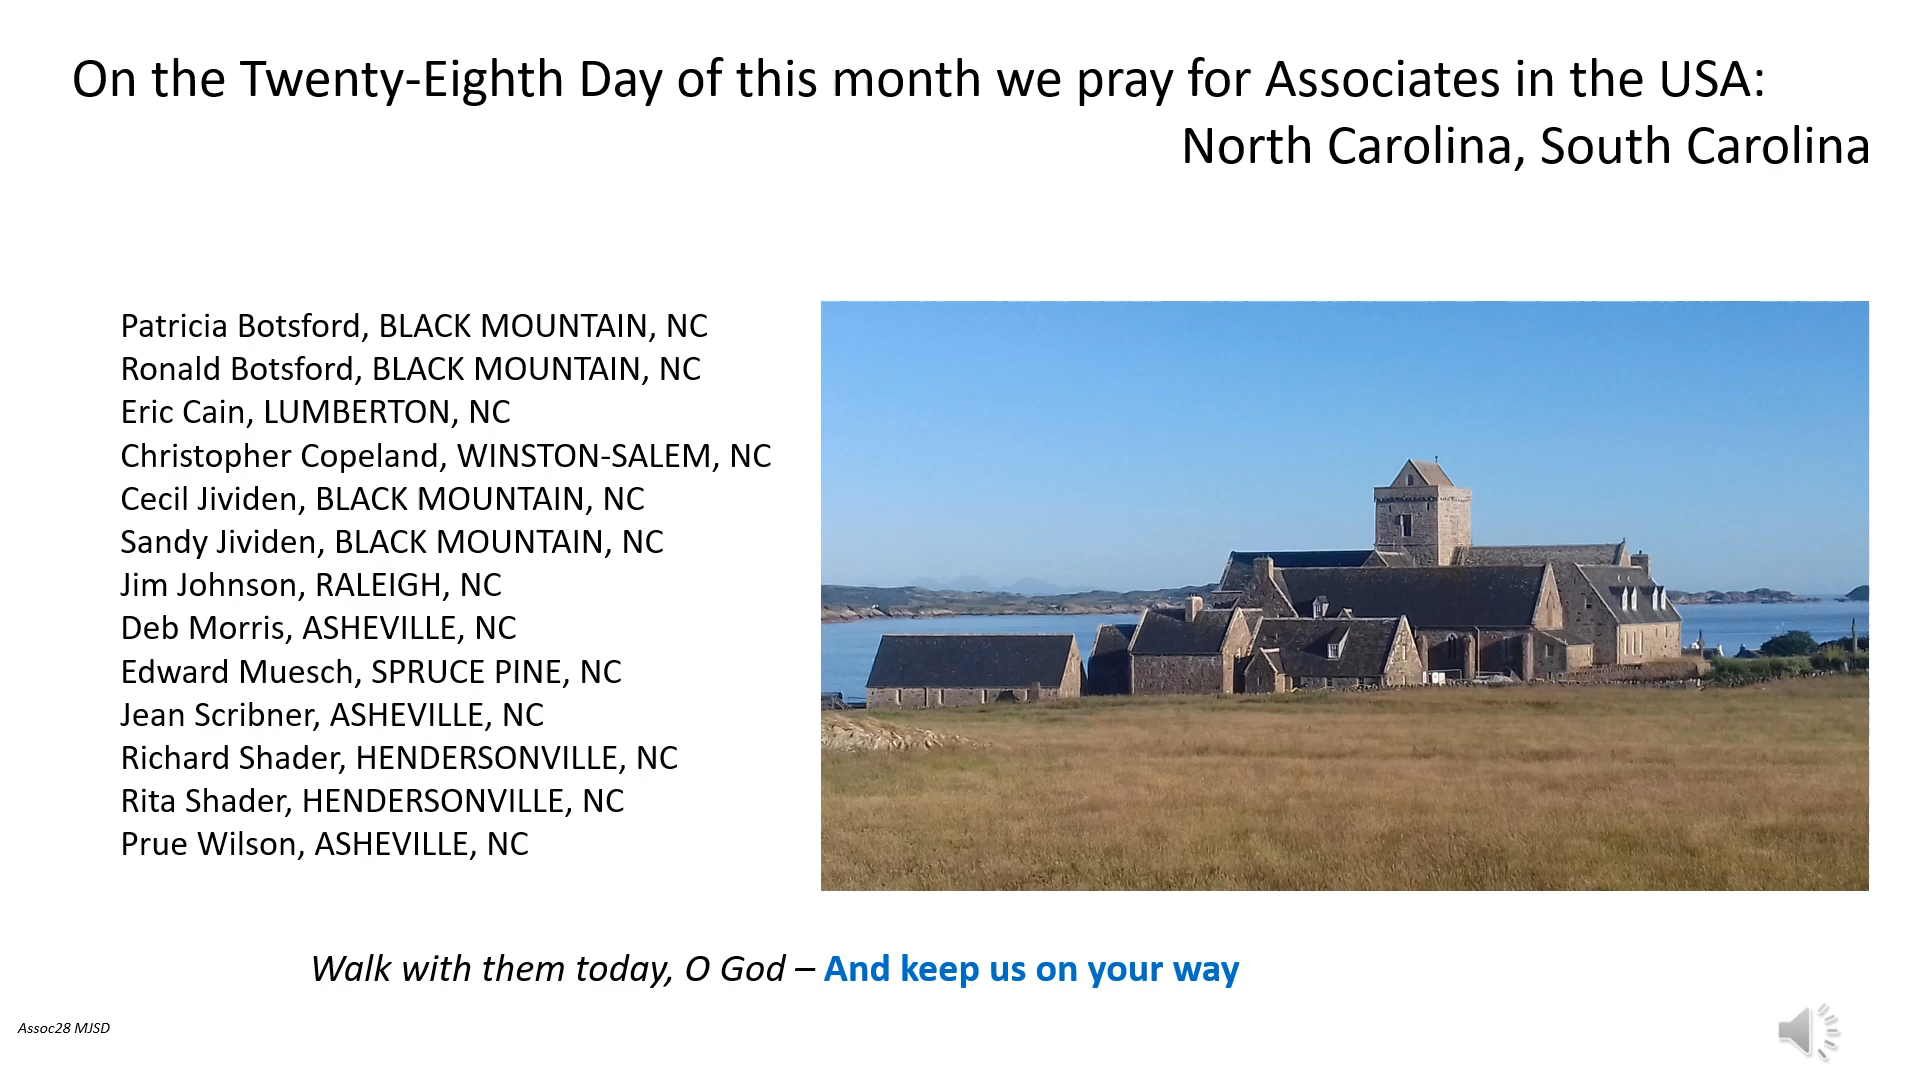 On the Twenty-Eighth Day of this month we pray for Associates in the USA:
North Carolina, South Carolina
Patricia Botsford, BLACK MOUNTAIN, NC
Ronald Botsford, BLACK MOUNTAIN, NC
Eric Cain, LUMBERTON, NC
Christopher Copeland, WINSTON-SALEM, NC
Cecil Jividen, BLACK MOUNTAIN, NC
Sandy Jividen, BLACK MOUNTAIN, NC
Jim Johnson, RALEIGH, NC
Deb Morris, ASHEVILLE, NC
Edward Muesch, SPRUCE PINE, NC
Jean Scribner, ASHEVILLE, NC
Richard Shader, HENDERSONVILLE, NC
Rita Shader, HENDERSONVILLE, NC
Prue Wilson, ASHEVILLE, NC
Walk with them today, O God – And keep us on your way
Assoc28 MJSD